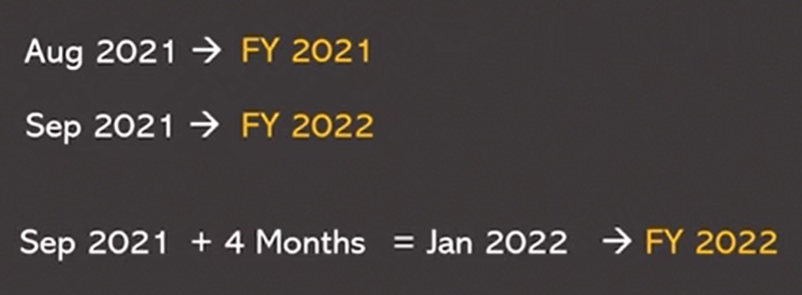 Aug 2021 → FY 2021
Sep 2021 → FY 2022
Sep 2021 + 4 Months = Jan 2022 → FY 2022